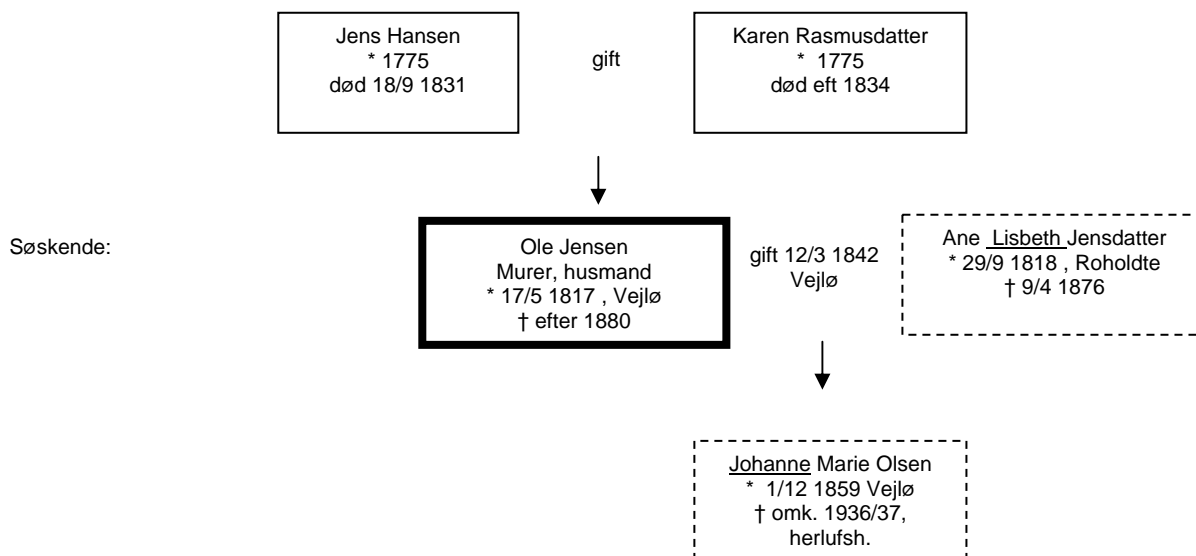 Jens Hansen
* 1775
død 18/9 1831
gift
Karen Rasmusdatter
* 1775
død eft 1834
Søskende:
Ole Jensen
Murer, husmand
* 17/5 1817 , Vejlø
† efter 1880
gift 12/3 1842
Vejlø
Ane Lisbeth Jensdatter
* 29/9 1818 , Roholdte
† 9/4 1876
Johanne Marie Olsen
* 1/12 1859 Vejlø
† omk. 1936/37,
herlufsh.